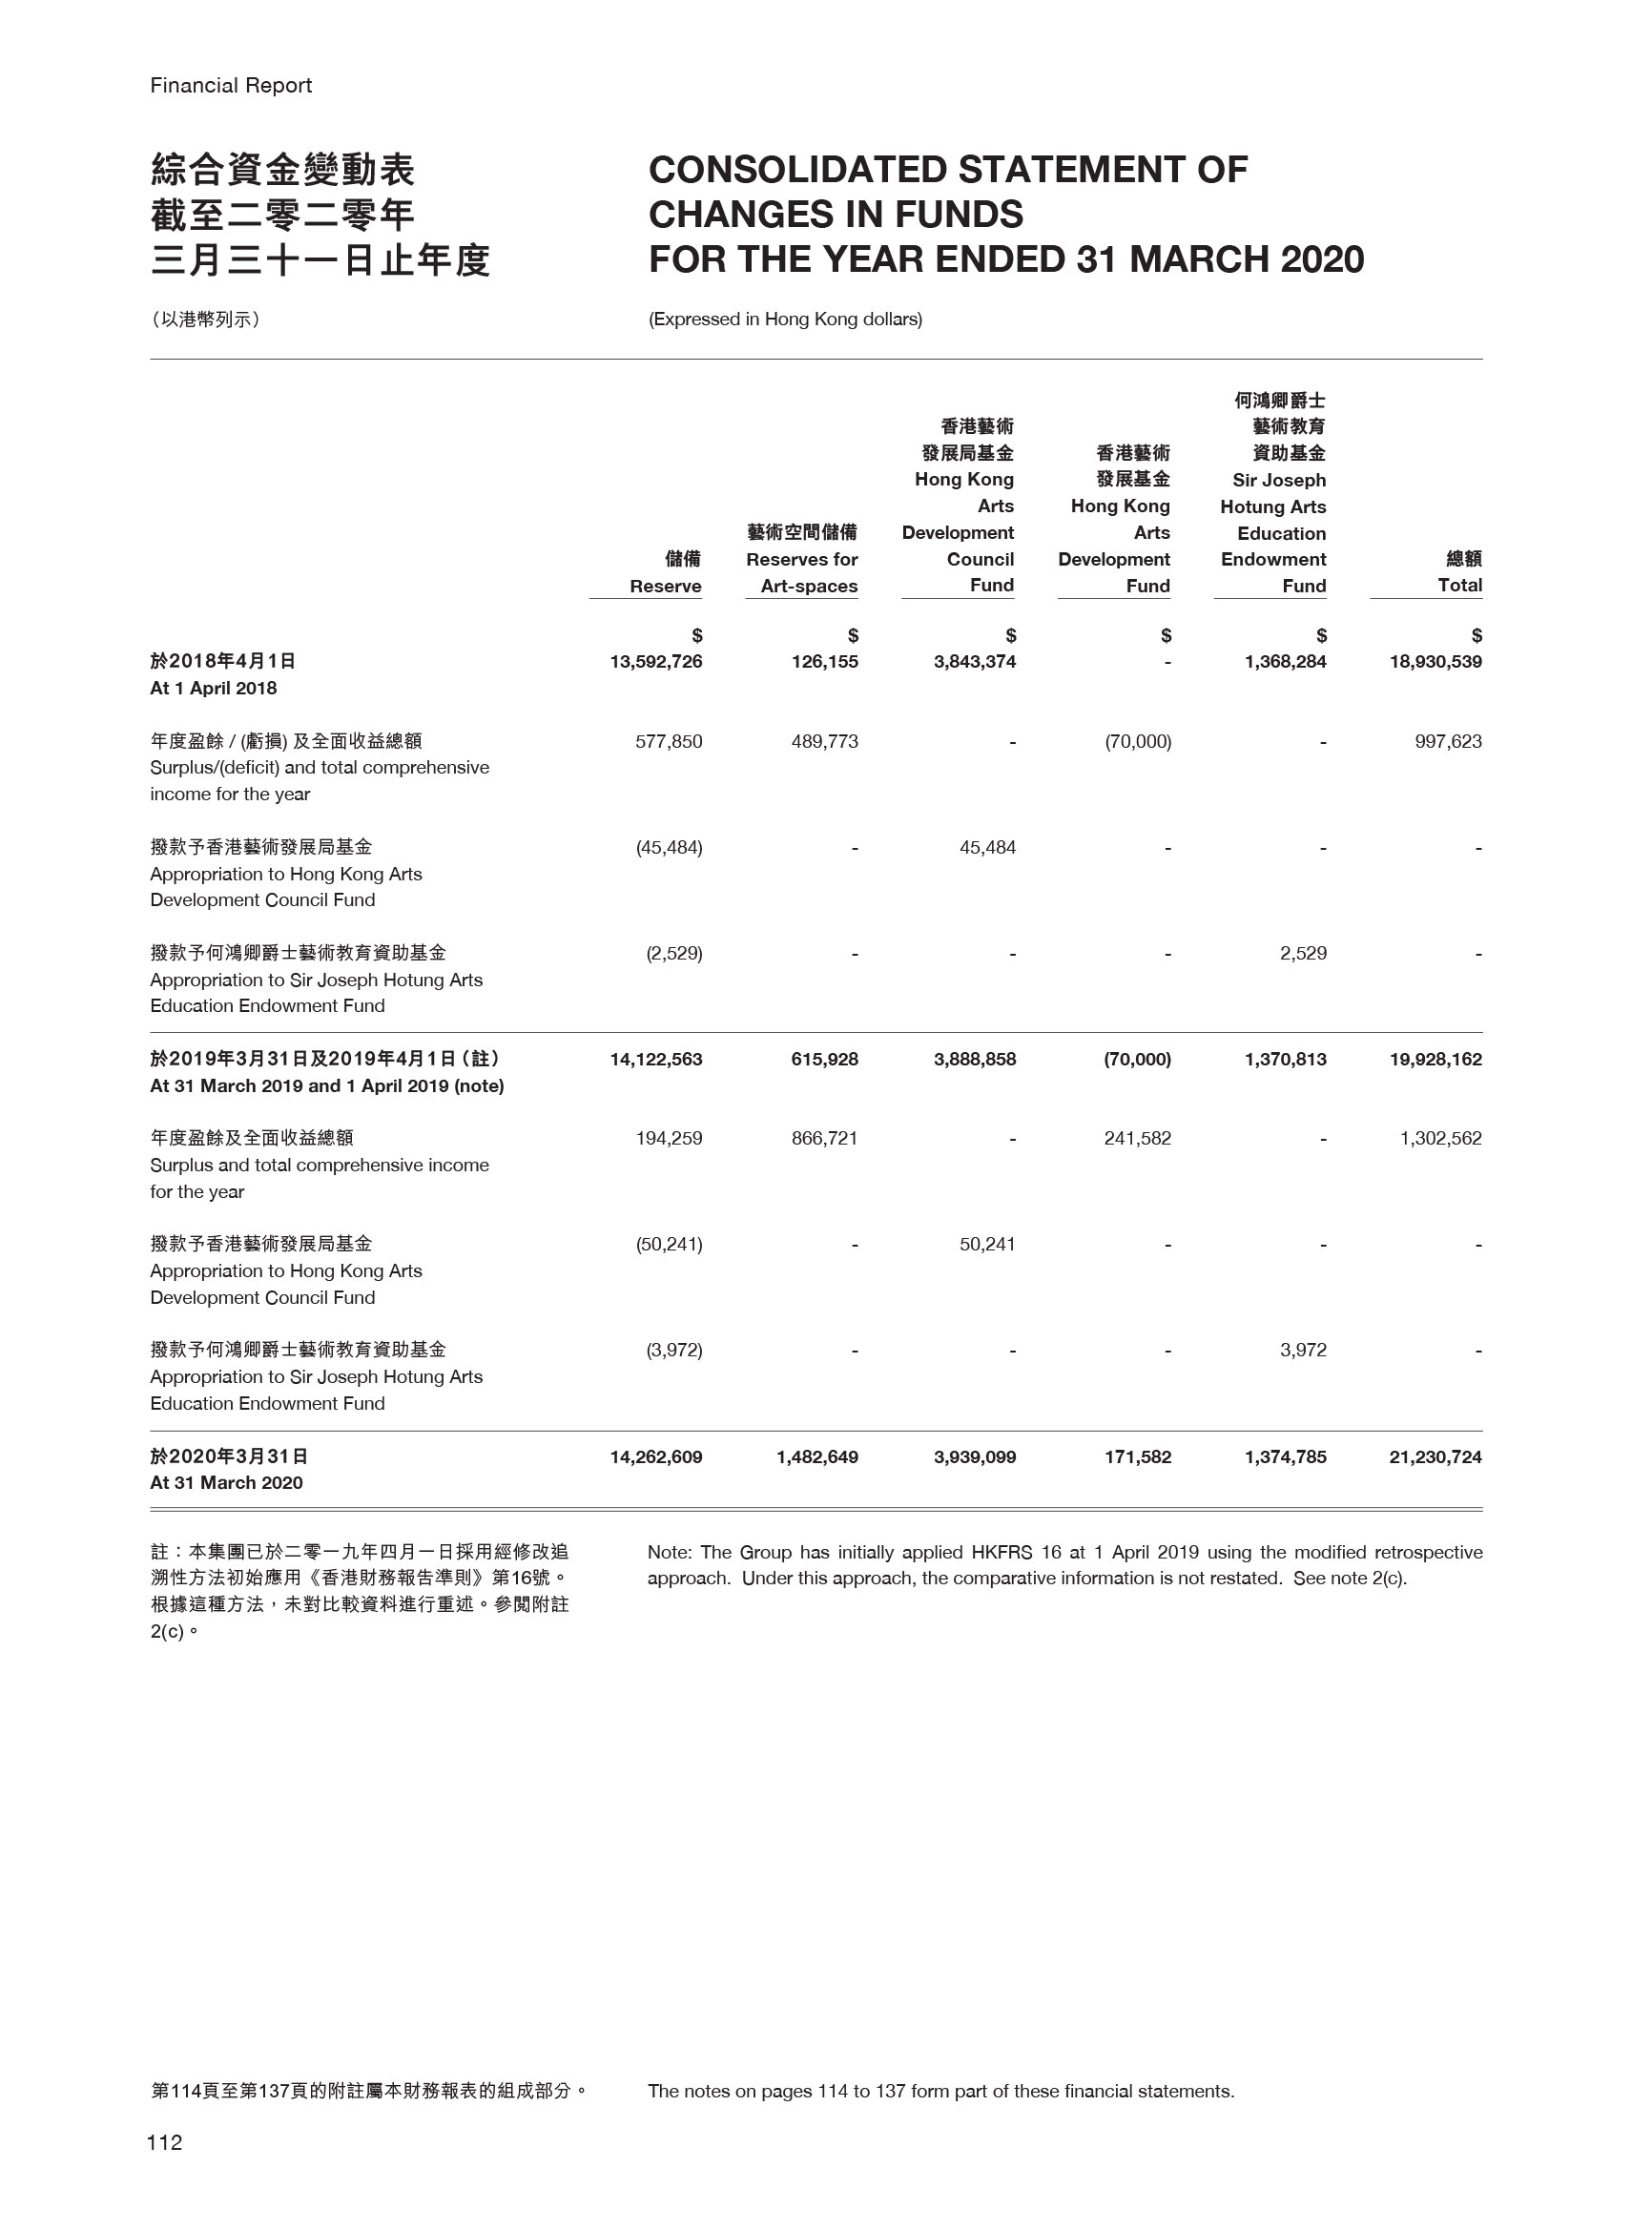 Financial Report
綜合資金變動表
截至二零二零年
三月三十一日止年度
CONSOLIDATED STATEMENT OF
CHANGES IN FUNDS
FOR THE YEAR ENDED 31 MARCH 2020
（以港幣列示）
(Expressed in Hong Kong dollars)
儲備
Reserve
藝術空間儲備
Reserves for
Art-spaces
香港藝術
發展局基金
Hong Kong
Arts
Development
Council
Fund
香港藝術
發展基金
Hong Kong
Arts
Development
Fund
何鴻卿爵士
藝術教育
資助基金
Sir Joseph
Hotung Arts
Education
Endowment
Fund
總額
Total
$ $ $ $ $ $
於2018年4月1日 13,592,726 126,155 3,843,374 - 1,368,284 18,930,539
At 1 April 2018
年度盈餘 / (虧損) 及全面收益總額 577,850 489,773 - (70,000) - 997,623
Surplus/(deficit) and total comprehensive
income for the year
撥款予香港藝術發展局基金 (45,484) - 45,484 - - -
Appropriation to Hong Kong Arts
Development Council Fund
撥款予何鴻卿爵士藝術教育資助基金 (2,529) - - - 2,529 -
Appropriation to Sir Joseph Hotung Arts
Education Endowment Fund
於2019年3月31日及2019年4月1日（註） 14,122,563 615,928 3,888,858 (70,000) 1,370,813 19,928,162
At 31 March 2019 and 1 April 2019 (note)
年度盈餘及全面收益總額 194,259 866,721 - 241,582 - 1,302,562
Surplus and total comprehensive income
for the year
撥款予香港藝術發展局基金 (50,241) - 50,241 - - -
Appropriation to Hong Kong Arts
Development Council Fund
撥款予何鴻卿爵士藝術教育資助基金 (3,972) - - - 3,972 -
Appropriation to Sir Joseph Hotung Arts
Education Endowment Fund
於2020年3月31日 14,262,609 1,482,649 3,939,099 171,582 1,374,785 21,230,724
At 31 March 2020
註：本集團已於二零一九年四月一日採用經修改追
溯性方法初始應用《香港財務報告準則》第16號。
根據這種方法，未對比較資料進行重述。參閱附註
2(c)。
Note: The Group has initially applied HKFRS 16 at 1 April 2019 using the modified retrospective
approach. Under this approach, the comparative information is not restated. See note 2(c).
第114頁至第137頁的附註屬本財務報表的組成部分。
The notes on pages 114 to 137 form part of these financial statements.
112